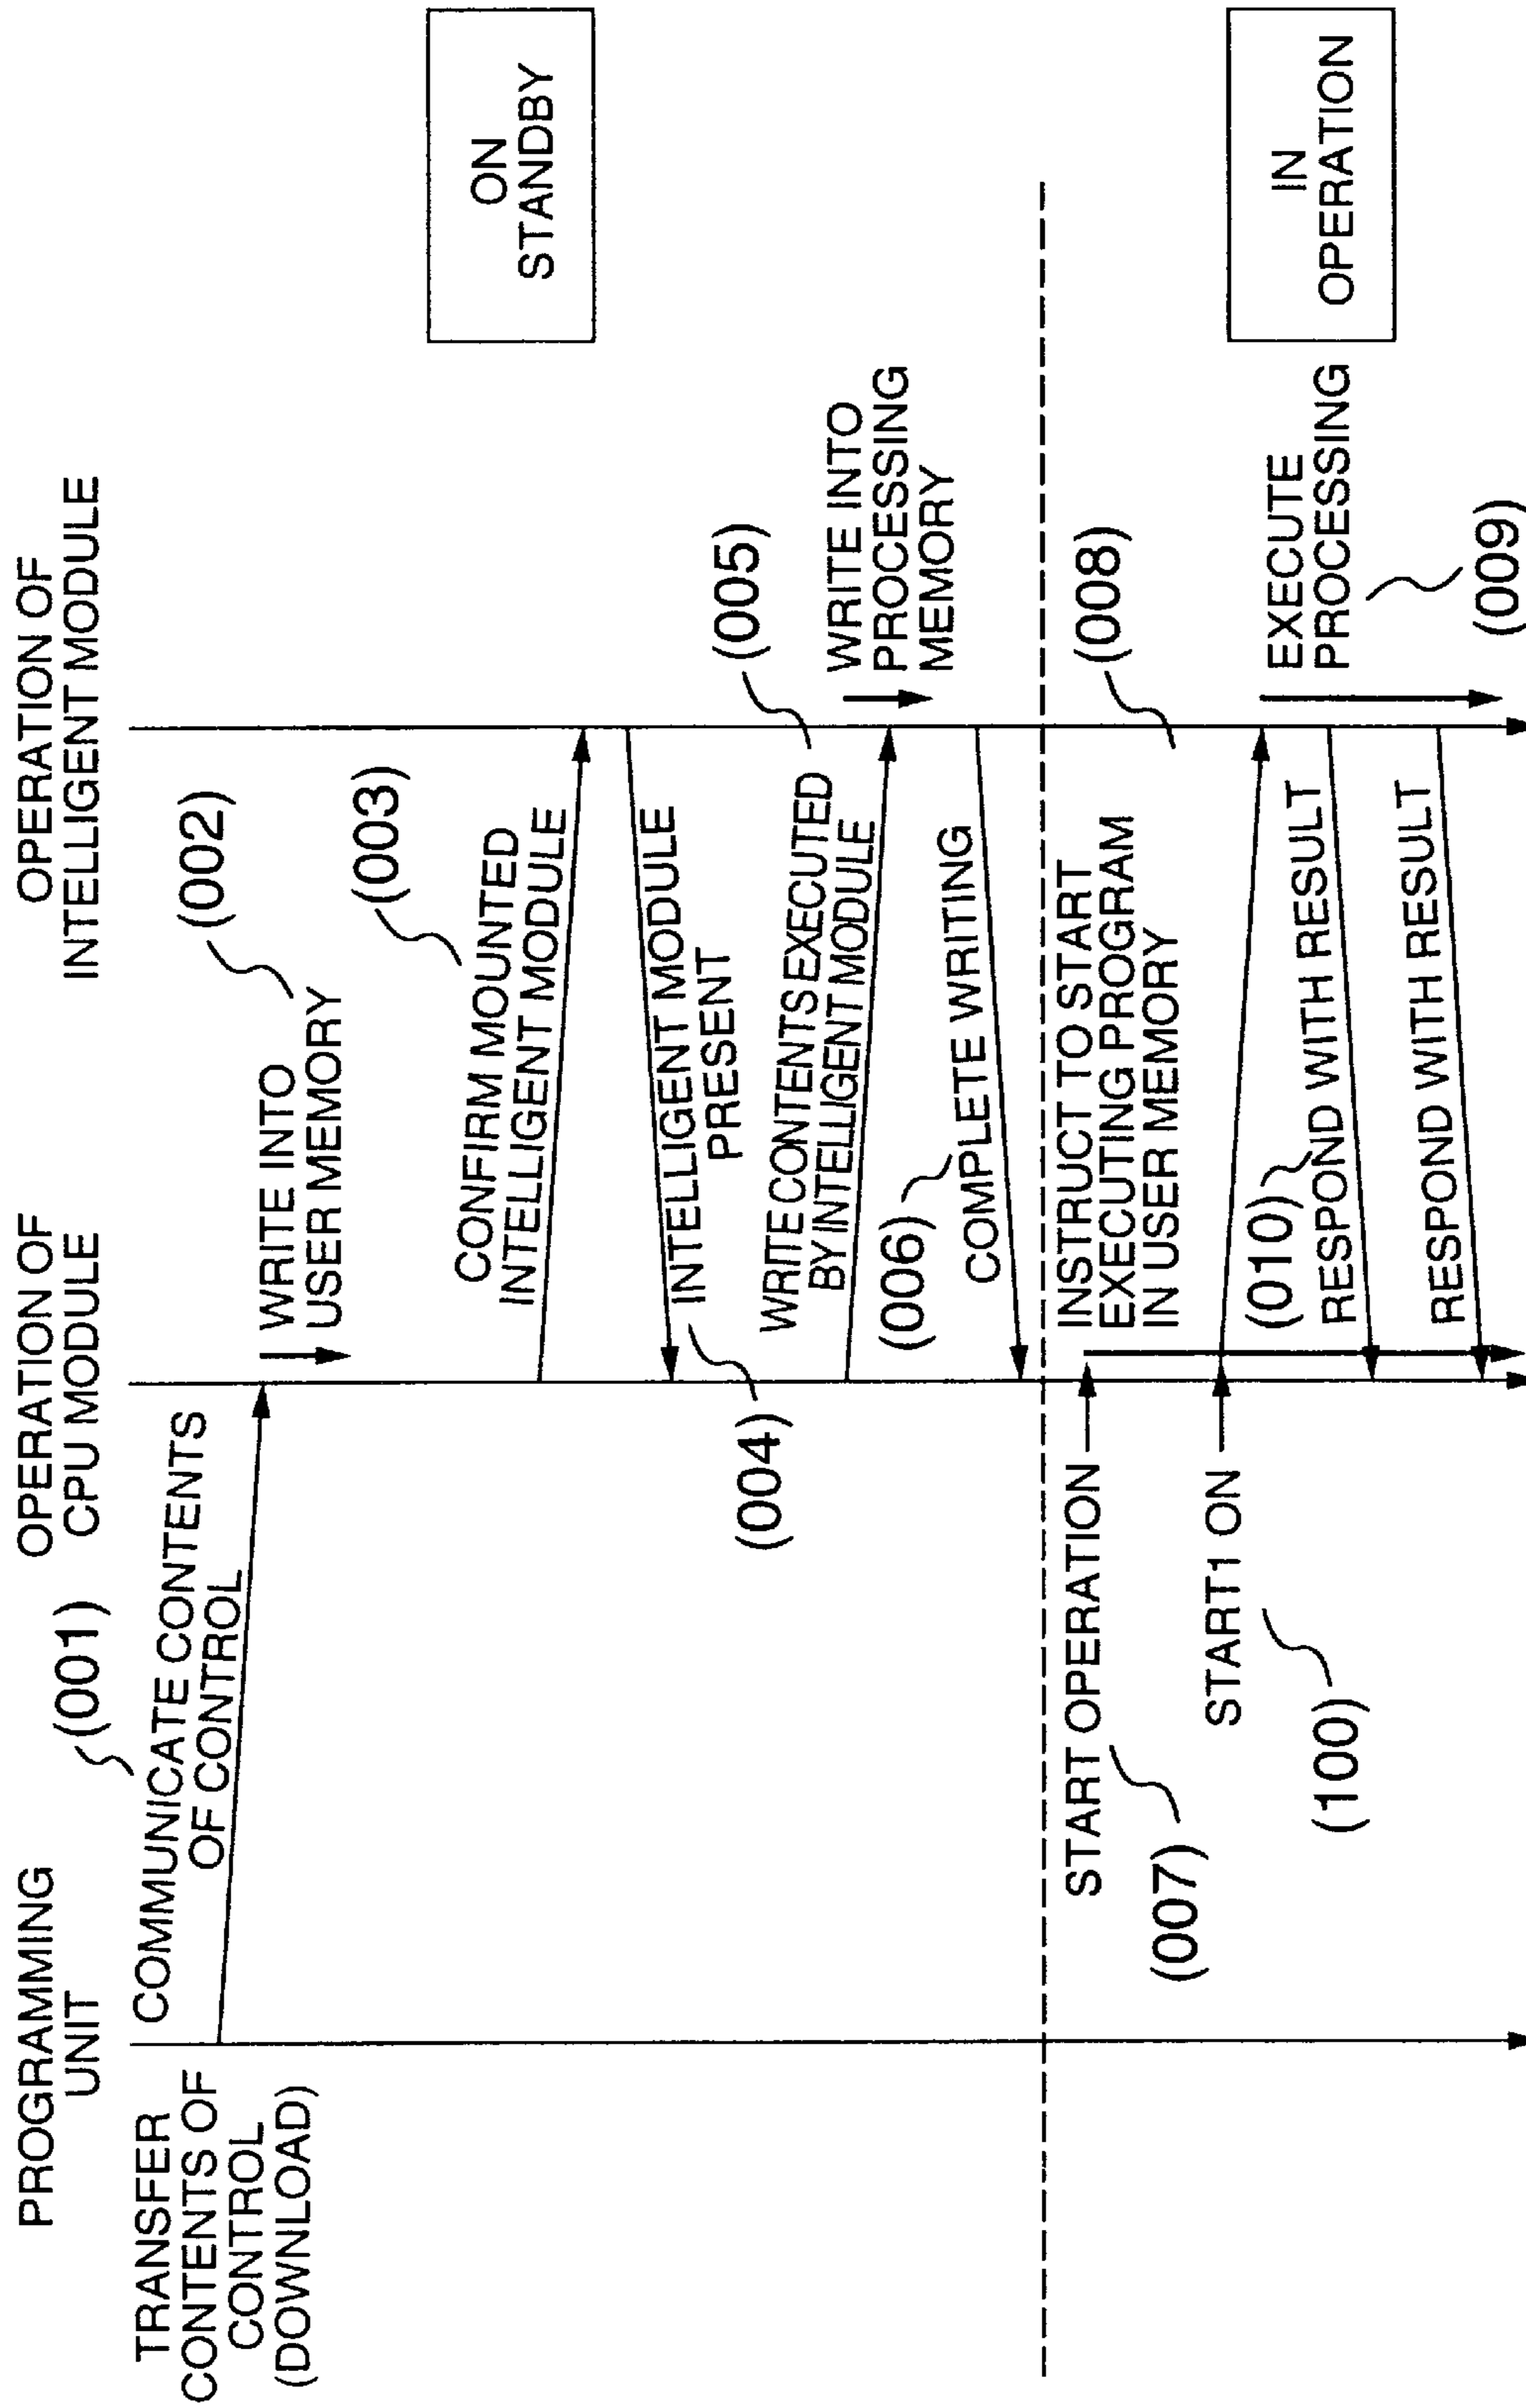 PROGRAMMING
UNIT
OPERATION OF
CPU MODULE
OPERATION OF
INTELLIGENT MODULE
TRANSFER
CONTENTS OF
CONTROL
(DOWNLOAD)
(001)
COMMUNICATE CONTENTS
OF CONTROL
WRITE INTO
USER MEMORY
(002)
(003)
CONFIRM MOUNTED
INTELLIGENT MODULE
ON
STANDBY
INTELLIGENT MODULE
PRESENT
(004)
(005)
WRITE CONTENTS EXECUTED
BY INTELLIGENT MODULE
WRITE INTO
PROCESSING
MEMORY
(006)
COMPLETE WRITING
START OPERATION
(007)
INSTRUCT TO START
EXECUTING PROGRAM
IN USER MEMORY
(008)
START1 ON
(100)
(010)
RESPOND WITH RESULT
RESPOND WITH RESULT
EXECUTE
PROCESSING
(009)
IN
OPERATION